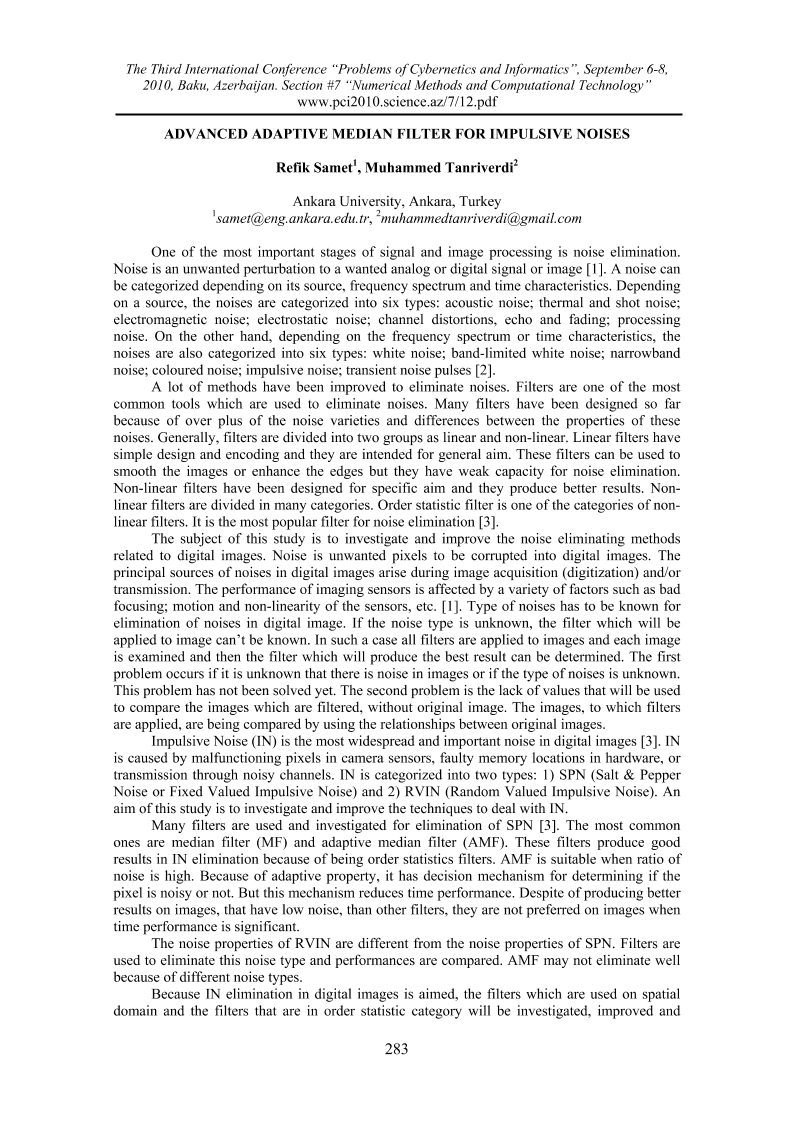 The Third International Conference “Problems of Cybernetics and Informatics”, September 6-8,
2010, Baku, Azerbaijan. Section #7 “Numerical Methods and Computational Technology”
www.pci2010.science.az/7/12.pdf
ADVANCED ADAPTIVE MEDIAN FILTER FOR IMPULSIVE NOISES
Refik Samet1, Muhammed Tanriverdi2
Ankara University, Ankara, Turkey
1samet@eng.ankara.edu.tr, 2muhammedtanriverdi@gmail.com
One of the most important stages of signal and image processing is noise elimination.
Noise is an unwanted perturbation to a wanted analog or digital signal or image [1]. A noise can
be categorized depending on its source, frequency spectrum and time characteristics. Depending
on a source, the noises are categorized into six types: acoustic noise; thermal and shot noise;
electromagnetic noise; electrostatic noise; channel distortions, echo and fading; processing
noise. On the other hand, depending on the frequency spectrum or time characteristics, the
noises are also categorized into six types: white noise; band-limited white noise; narrowband
noise; coloured noise; impulsive noise; transient noise pulses [2].
A lot of methods have been improved to eliminate noises. Filters are one of the most
common tools which are used to eliminate noises. Many filters have been designed so far
because of over plus of the noise varieties and differences between the properties of these
noises. Generally, filters are divided into two groups as linear and non-linear. Linear filters have
simple design and encoding and they are intended for general aim. These filters can be used to
smooth the images or enhance the edges but they have weak capacity for noise elimination.
Non-linear filters have been designed for specific aim and they produce better results. Non-
linear filters are divided in many categories. Order statistic filter is one of the categories of non-
linear filters. It is the most popular filter for noise elimination [3].
The subject of this study is to investigate and improve the noise eliminating methods
related to digital images. Noise is unwanted pixels to be corrupted into digital images. The
principal sources of noises in digital images arise during image acquisition (digitization) and/or
transmission. The performance of imaging sensors is affected by a variety of factors such as bad
focusing; motion and non-linearity of the sensors, etc. [1]. Type of noises has to be known for
elimination of noises in digital image. If the noise type is unknown, the filter which will be
applied to image can’t be known. In such a case all filters are applied to images and each image
is examined and then the filter which will produce the best result can be determined. The first
problem occurs if it is unknown that there is noise in images or if the type of noises is unknown.
This problem has not been solved yet. The second problem is the lack of values that will be used
to compare the images which are filtered, without original image. The images, to which filters
are applied, are being compared by using the relationships between original images.
Impulsive Noise (IN) is the most widespread and important noise in digital images [3]. IN
is caused by malfunctioning pixels in camera sensors, faulty memory locations in hardware, or
transmission through noisy channels. IN is categorized into two types: 1) SPN (Salt & Pepper
Noise or Fixed Valued Impulsive Noise) and 2) RVIN (Random Valued Impulsive Noise). An
aim of this study is to investigate and improve the techniques to deal with IN.
Many filters are used and investigated for elimination of SPN [3]. The most common
ones are median filter (MF) and adaptive median filter (AMF). These filters produce good
results in IN elimination because of being order statistics filters. AMF is suitable when ratio of
noise is high. Because of adaptive property, it has decision mechanism for determining if the
pixel is noisy or not. But this mechanism reduces time performance. Despite of producing better
results on images, that have low noise, than other filters, they are not preferred on images when
time performance is significant.
The noise properties of RVIN are different from the noise properties of SPN. Filters are
used to eliminate this noise type and performances are compared. AMF may not eliminate well
because of different noise types.
Because IN elimination in digital images is aimed, the filters which are used on spatial
domain and the filters that are in order statistic category will be investigated, improved and
283